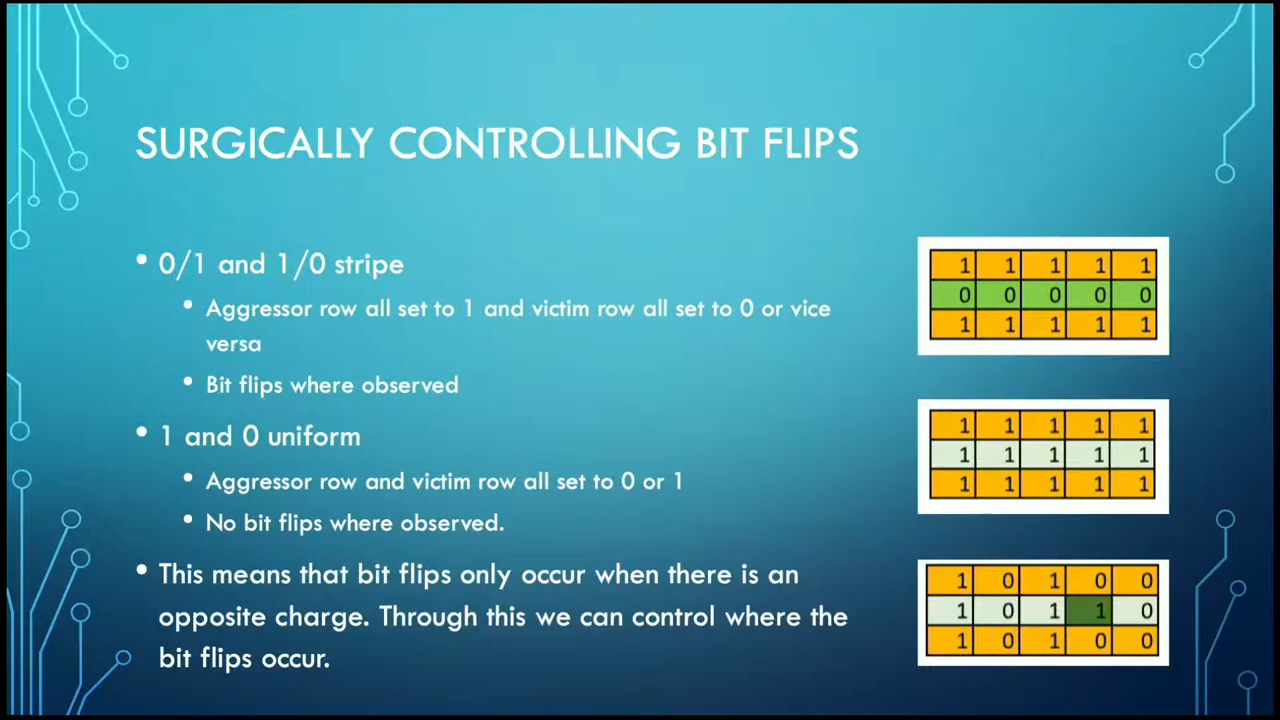 SURGICALLY CONTROLLING BIT FLIPS
• 0/1 and 1/0 stripe
• Aggressor row all set to 1 and victim row all set to 0 or vice
versa
• Bit flips where observed
• 1 and 0 uniform
• Aggressor row and victim row all set to 0 or 1
• No bit flips where observed.
• This means that bit flips only occur when there is an
opposite charge. Through this we can control where the
bit flips occur.
1 1 1 1 1
0 0 0 0 0
1 1 1 1 1
1 1 1 1 1
1 1 1 1 1
1 1 1 1 1
1 0 1 0 0
1 0 1 1 0
1 0 1 0 0